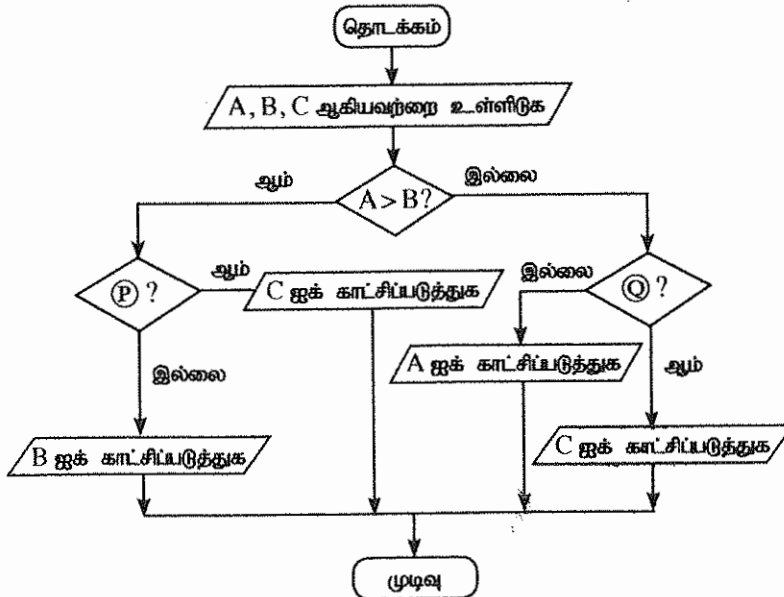 தொடக்கம்
A, B, C ஆகியவற்றை உள்ளிடுக
ஆம்
A > B?
இல்லை
P ?
ஆம்
C ஐக் காட்சிப்படுத்துக
இல்லை
Q ?
A ஐக் காட்சிப்படுத்துக
இல்லை
ஆம்
B ஐக் காட்சிப்படுத்துக
C ஐக் காட்சிப்படுத்துக
முடிவு